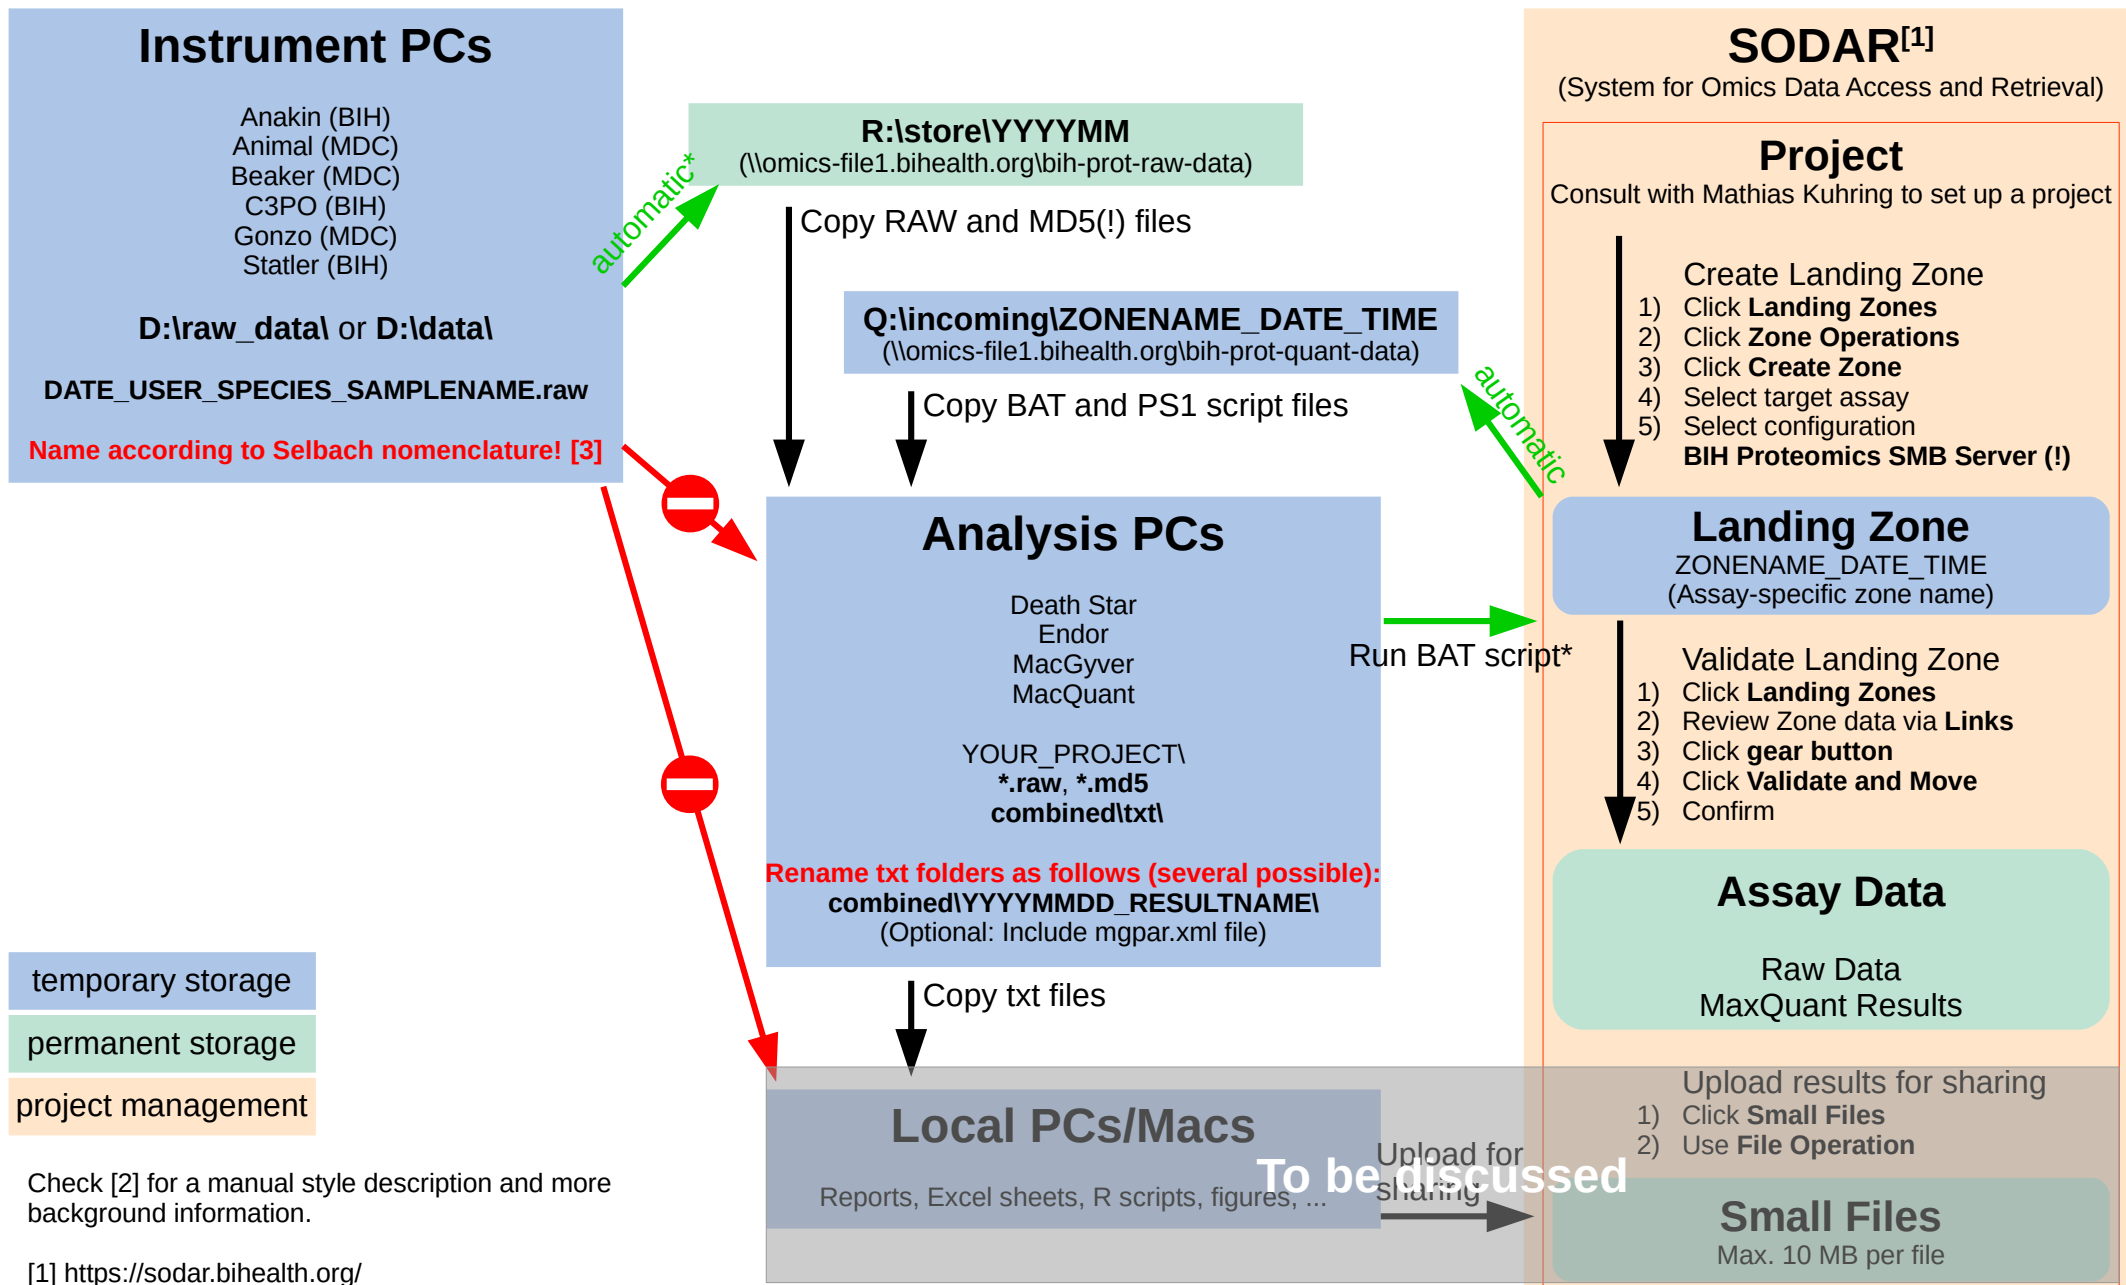 Instrument PCs
Anakin (BIH)
Animal (MDC)
Beaker (MDC)
C3PO (BIH)
Gonzo (MDC)
Statler (BIH)
D:\raw_data\ or D:\data\
DATE_USER_SPECIES_SAMPLENAME.raw
Name according to Selbach nomenclature! [3]
automatic*
R:\store\YYYYMM
(\\omics-file1.bihealth.org\bih-prot-raw-data)
Copy RAW and MD5(!) files
Q:\incoming\ZONENAME_DATE_TIME
(\\omics-file1.bihealth.org\bih-prot-quant-data)
Copy BAT and PS1 script files
automatic
Analysis PCs
Death Star
Endor
MacGyver
MacQuant
YOUR_PROJECT\
*.raw, *.md5
combined\txt\
Rename txt folders as follows (several possible):
combined\YYYYMMDD_RESULTNAME\
(Optional: Include mgpar.xml file)
Run BAT script*
Copy txt files
Local PCs/Macs
Reports, Excel sheets, R scripts, figures, ...
Upload for
sharing
To be discussed
SODAR[1]
(System for Omics Data Access and Retrieval)
Project
Consult with Mathias Kuhring to set up a project
Create Landing Zone
1) Click Landing Zones
2) Click Zone Operations
3) Click Create Zone
4) Select target assay
5) Select configuration
BIH Proteomics SMB Server (!)
Landing Zone
ZONENAME_DATE_TIME
(Assay-specific zone name)
Validate Landing Zone
1) Click Landing Zones
2) Review Zone data via Links
3) Click gear button
4) Click Validate and Move
5) Confirm
Assay Data
Raw Data
MaxQuant Results
Upload results for sharing
1) Click Small Files
2) Use File Operation
Small Files
Max. 10 MB per file
temporary storage
permanent storage
project management
Check [2] for a manual style description and more
background information.
[1] https://sodar.bihealth.org/